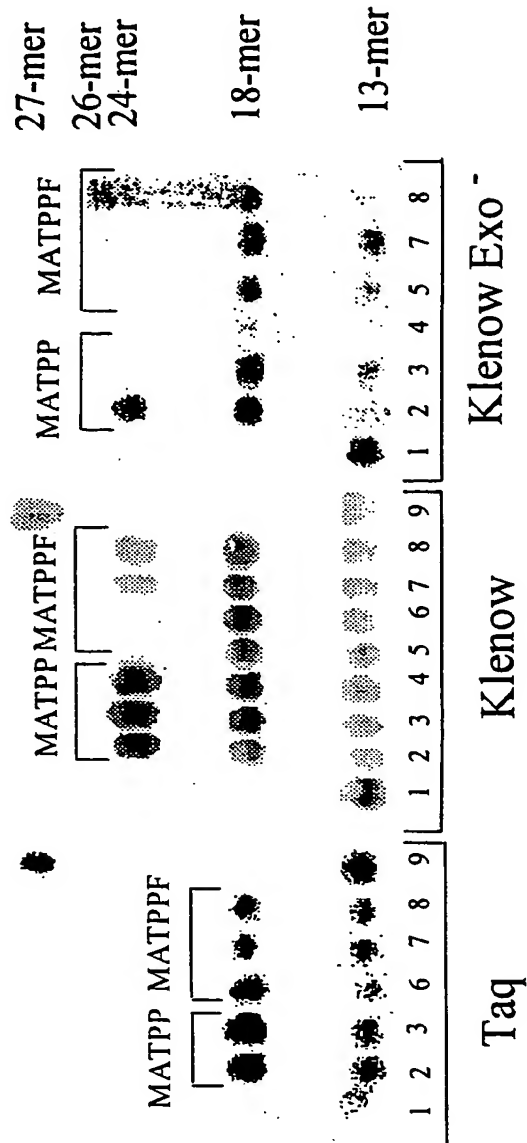 27-mer
MATPP MATPPF MATPP MATPPF
26-mer
24-mer
MATPP MATPPF
18-mer
13-mer
1 2 3 6 7 8 9 1 2 3 4 5 6 7 8 9 1 2 3 4 5 7 8
Taq Klenow Klenow Exo⁻